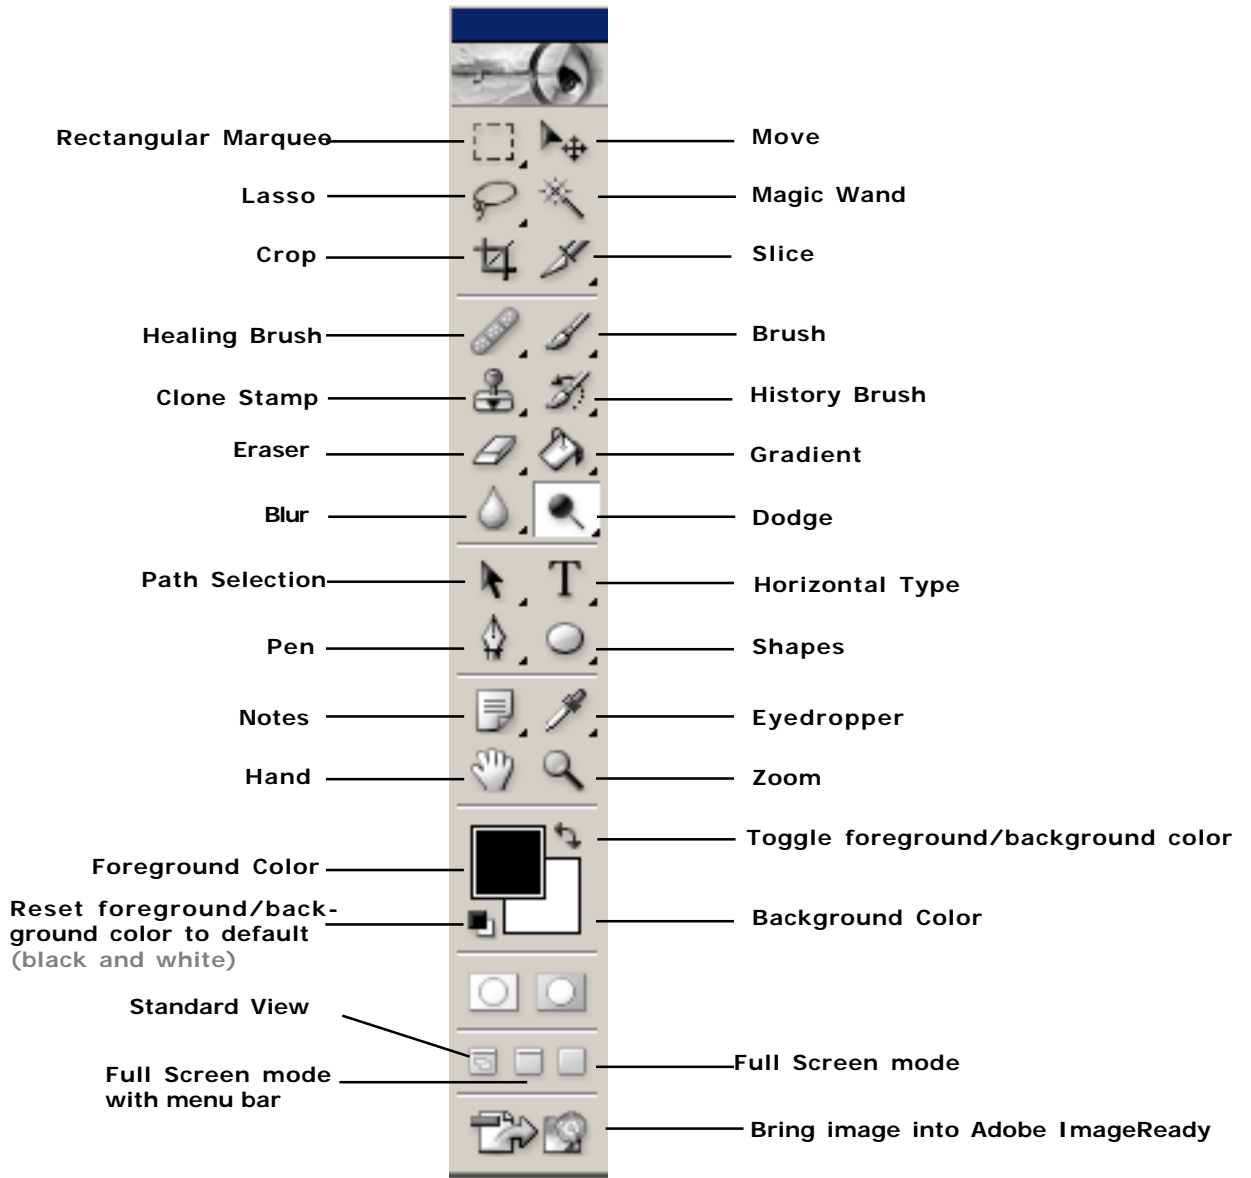 Rectangular Marquee
Move
Lasso
Magic Wand
Crop
Slice
Healing Brush
Brush
Clone Stamp
History Brush
Eraser
Gradient
Blur
Dodge
Path Selection
T
Horizontal Type
Pen
Shapes
Notes
Eyedropper
Hand
Zoom
Toggle foreground/background color
Foreground Color
Reset foreground/back-
ground color to default
(black and white)
Background Color
Standard View
Full Screen mode
with menu bar
Full Screen mode
Bring image into Adobe ImageReady